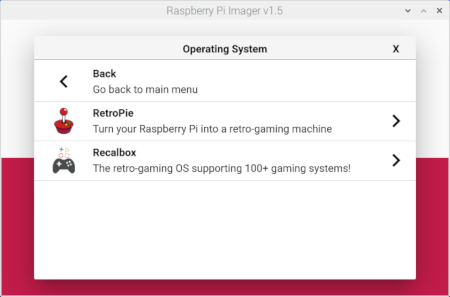 Raspberry Pi Imager v1.5
Operating System X
Back
Go back to main menu
RetroPie
Turn your Raspberry Pi into a retro-gaming machine
Recalbox
The retro-gaming OS supporting 100+ gaming systems!